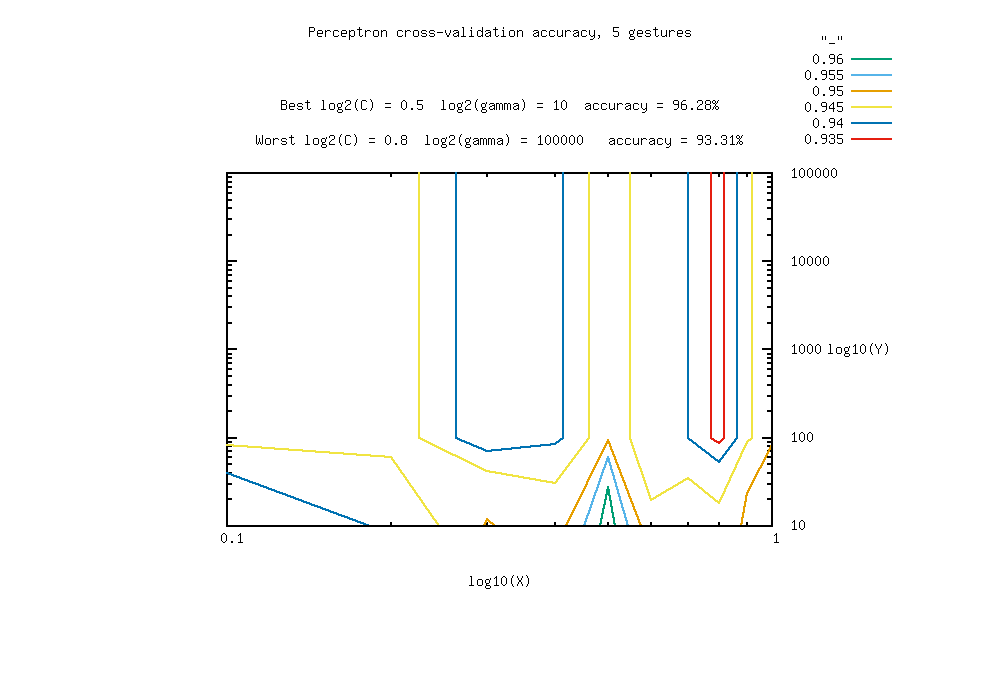 Perceptron cross-validation accuracy, 5 gestures
"_"
0.96
0.955
0.95
0.945
0.94
0.935
Best log2(C) = 0.5  log2(gamma) = 10  accuracy = 96.28%
Worst log2(C) = 0.8  log2(gamma) = 100000   accuracy = 93.31%
100000
10000
1000 log10(Y)
100
10
0.1 1
log10(X)